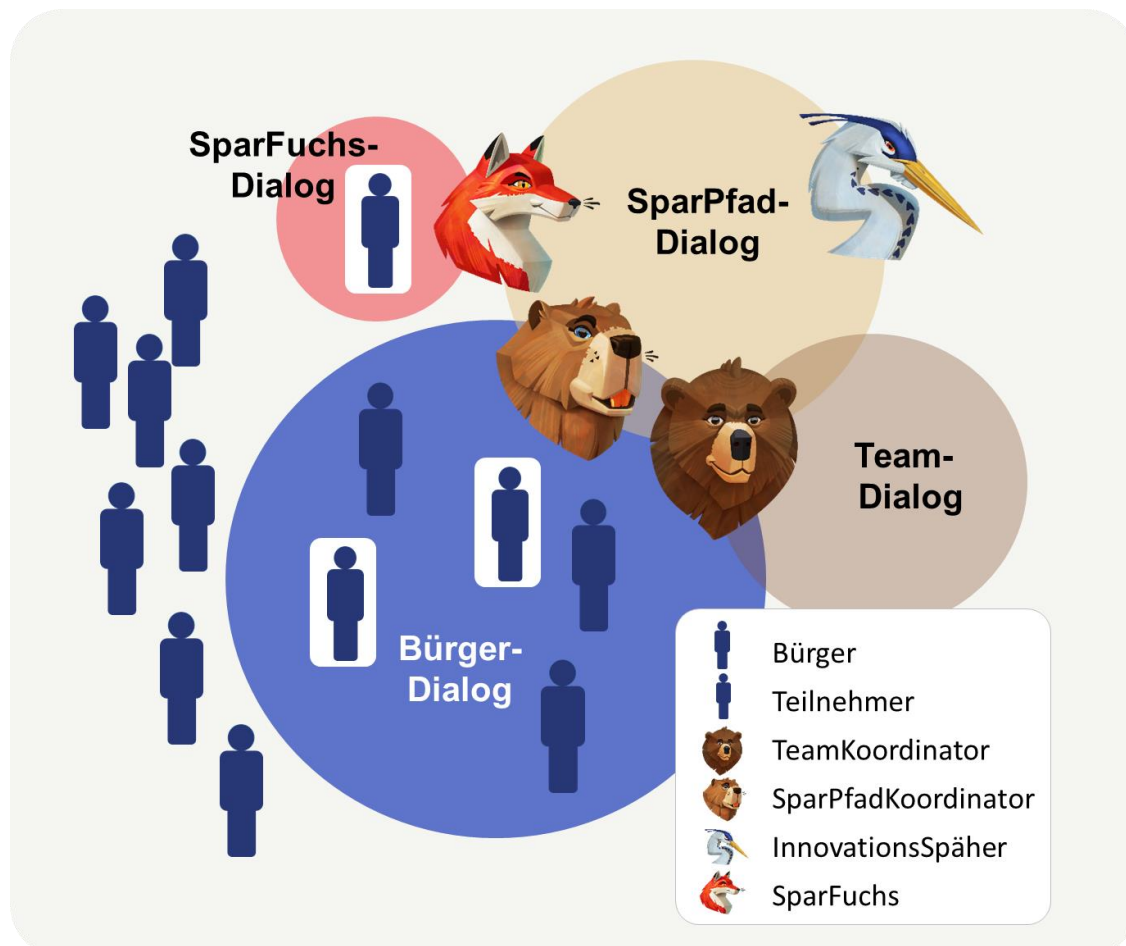 SparFuchs-
Dialog
SparPfad-
Dialog
Team-
Dialog
Bürger-
Dialog
Bürger
Teilnehmer
TeamKoordinator
SparPfadKoordinator
InnovationsSpäher
SparFuchs